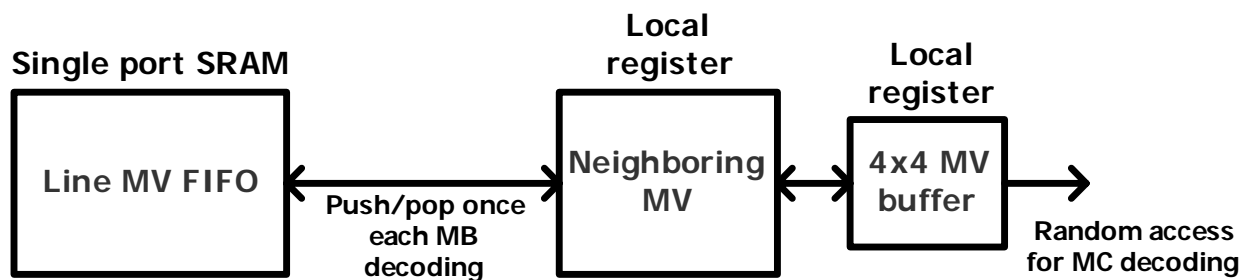 Single port SRAM
Line MV FIFO
Push/pop once
each MB
decoding
Local
register
Neighboring
MV
Local
register
4x4 MV
buffer
Random access
for MC decoding